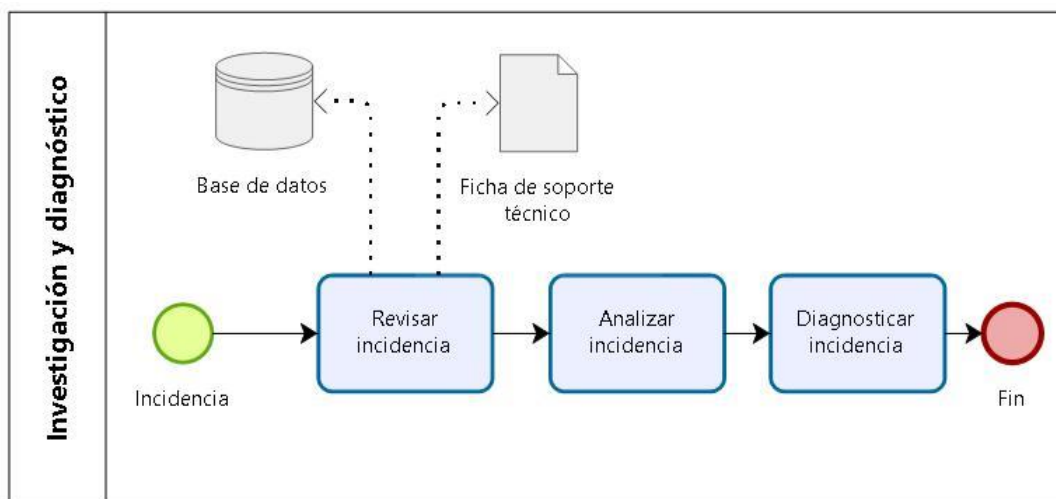 Investigación y diagnóstico
Base de datos
Ficha de soporte
técnico
Incidencia
Revisar
incidencia
Analizar
incidencia
Diagnosticar
incidencia
Fin